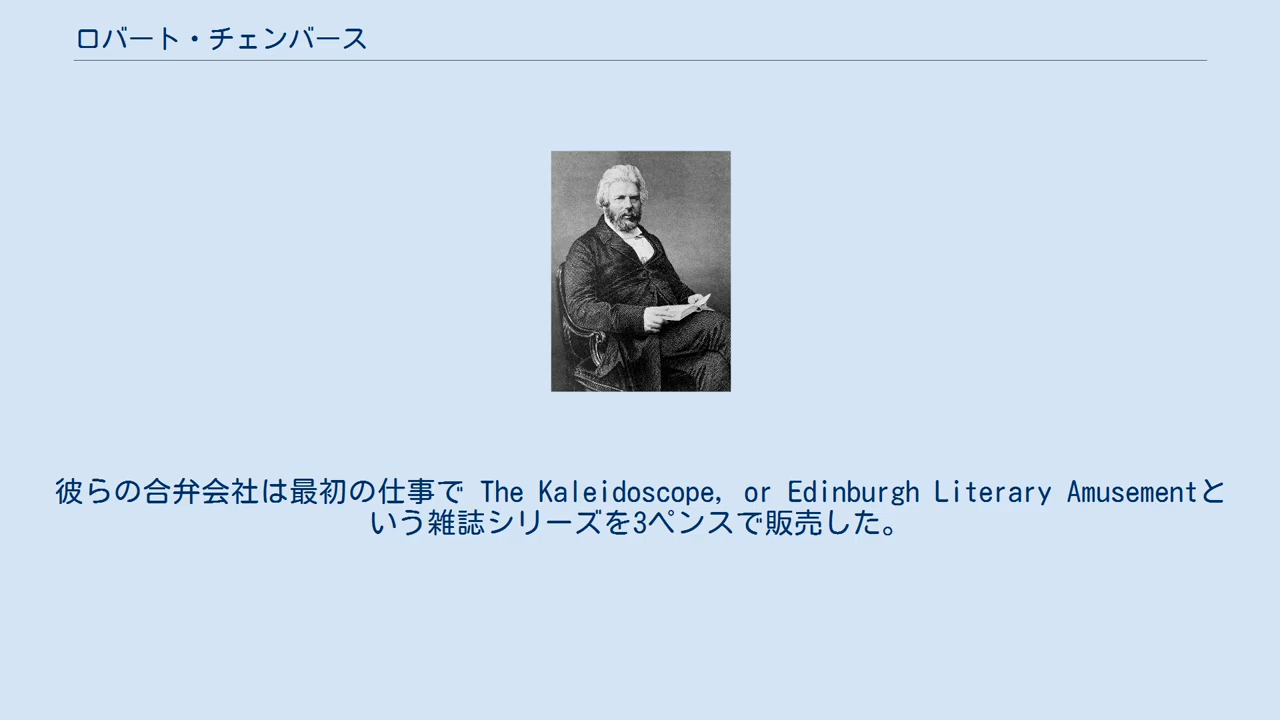 ロバート・チェンバース
彼らの合弁会社は最初の仕事で The Kaleidoscope, or Edinburgh Literary Amusementと
いう雑誌シリーズを3ペンスで販売した。